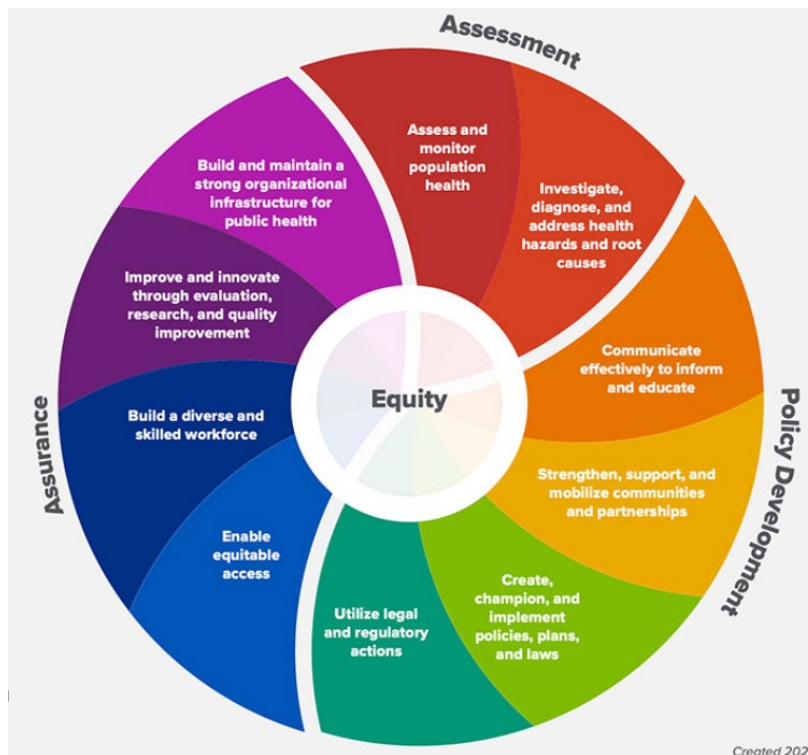 Assessment
Assess and
monitor
population
health
Investigate,
diagnose, and
address health
hazards and root
causes
Policy Development
Communicate
effectively to inform
and educate
Strengthen, support, and
mobilize communities
and partnerships
Create,
champion, and
implement
policies, plans,
and laws
Utilize legal
and regulatory
actions
Assurance
Enable
equitable
access
Build a diverse and
skilled workforce
Improve and innovate
through evaluation,
research, and quality
improvement
Build and maintain a
strong organizational
infrastructure for
public health
Equity
Created 202